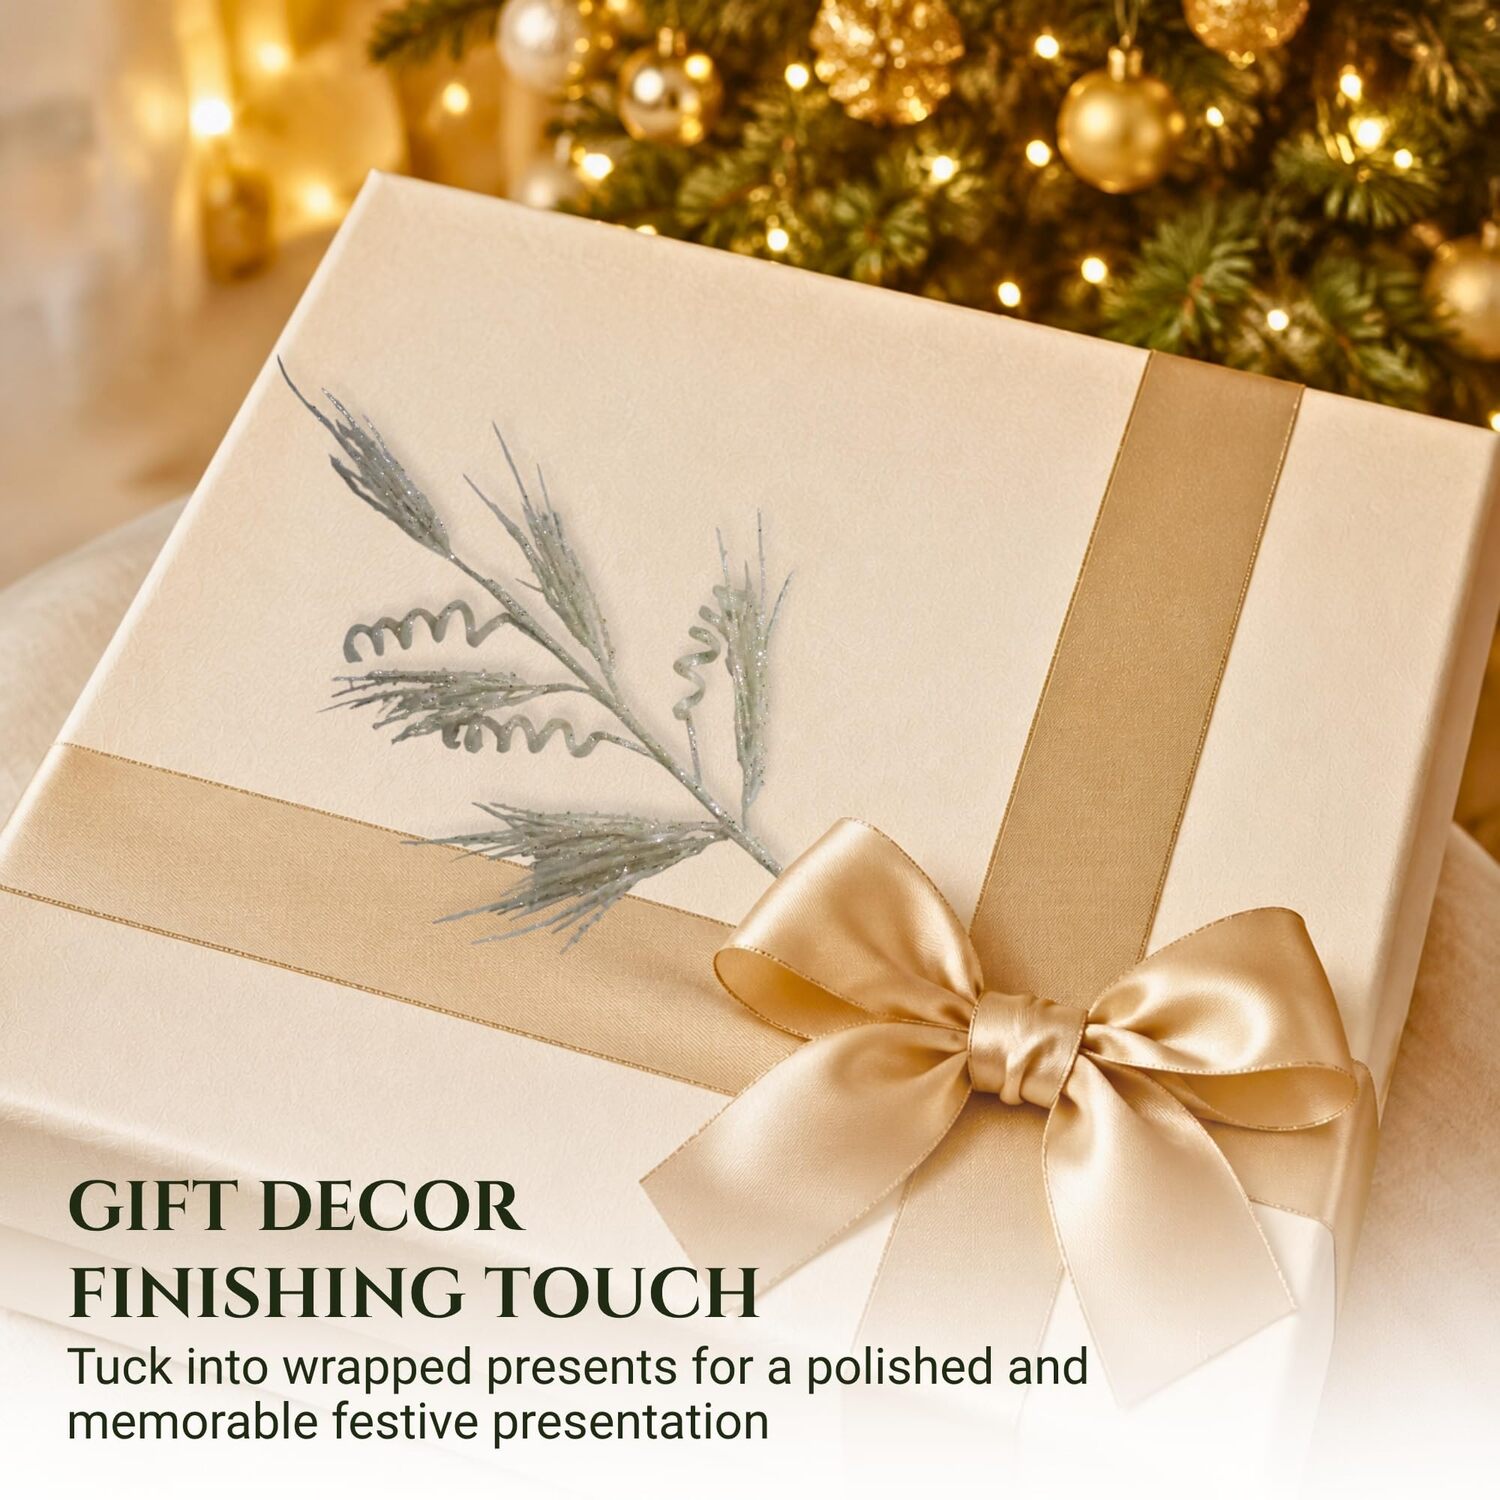 GIFT DECOR
FINISHING TOUCH
Tuck into wrapped presents for a polished and
memorable festive presentation